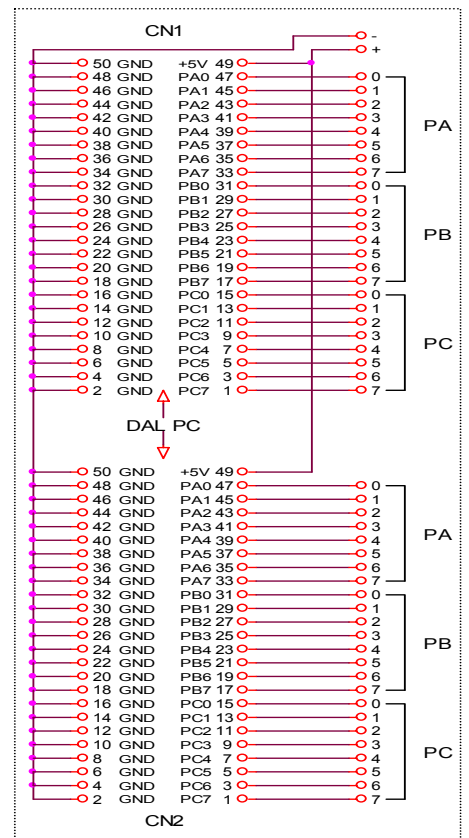 CN1
-
+
50 GND +5V 49
48 GND PA0 47 0
46 GND PA1 45 1
44 GND PA2 43 2
42 GND PA3 41 3
40 GND PA4 39 4
PA
38 GND PA5 37 5
36 GND PA6 35 6
34 GND PA7 33 7
32 GND PB0 31 0
30 GND PB1 29 1
28 GND PB2 27 2
26 GND PB3 25 3
PB
24 GND PB4 23 4
22 GND PB5 21 5
20 GND PB6 19 6
18 GND PB7 17 7
16 GND PC0 15 0
14 GND PC1 13 1
12 GND PC2 11 2
10 GND PC3 9 3
PC
8 GND PC4 7 4
6 GND PC5 5 5
4 GND PC6 3 6
2 GND PC7 1 7
DAL PC
50 GND +5V 49
48 GND PA0 47 0
46 GND PA1 45 1
44 GND PA2 43 2
42 GND PA3 41 3
PA
40 GND PA4 39 4
38 GND PA5 37 5
36 GND PA6 35 6
34 GND PA7 33 7
32 GND PB0 31 0
30 GND PB1 29 1
28 GND PB2 27 2
26 GND PB3 25 3
PB
24 GND PB4 23 4
22 GND PB5 21 5
20 GND PB6 19 6
18 GND PB7 17 7
16 GND PC0 15 0
14 GND PC1 13 1
12 GND PC2 11 2
10 GND PC3 9 3
PC
8 GND PC4 7 4
6 GND PC5 5 5
4 GND PC6 3 6
2 GND PC7 1 7
CN2